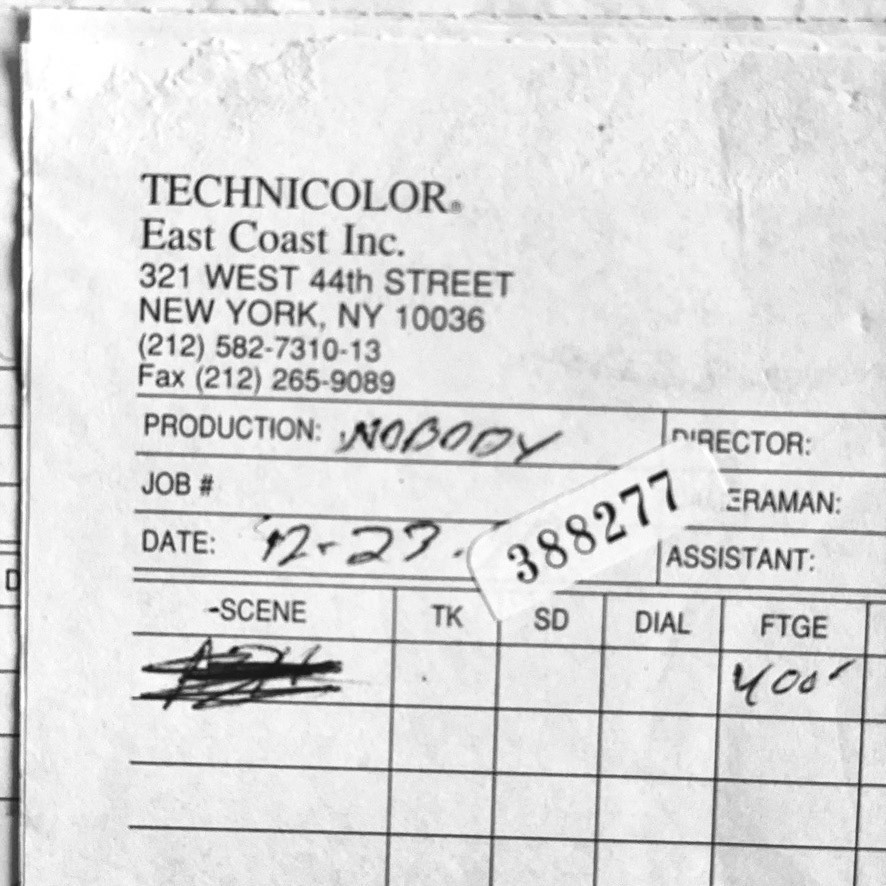 TECHNICOLOR®
East Coast Inc.
321 WEST 44th STREET
NEW YORK, NY 10036
(212) 582-7310-13
Fax (212) 265-9089
PRODUCTION: NOBODY DIRECTOR:
JOB # ERAMAN:
388277
DATE: 12-27. ASSISTANT:
-SCENE TK SD DIAL FTGE
400'
D